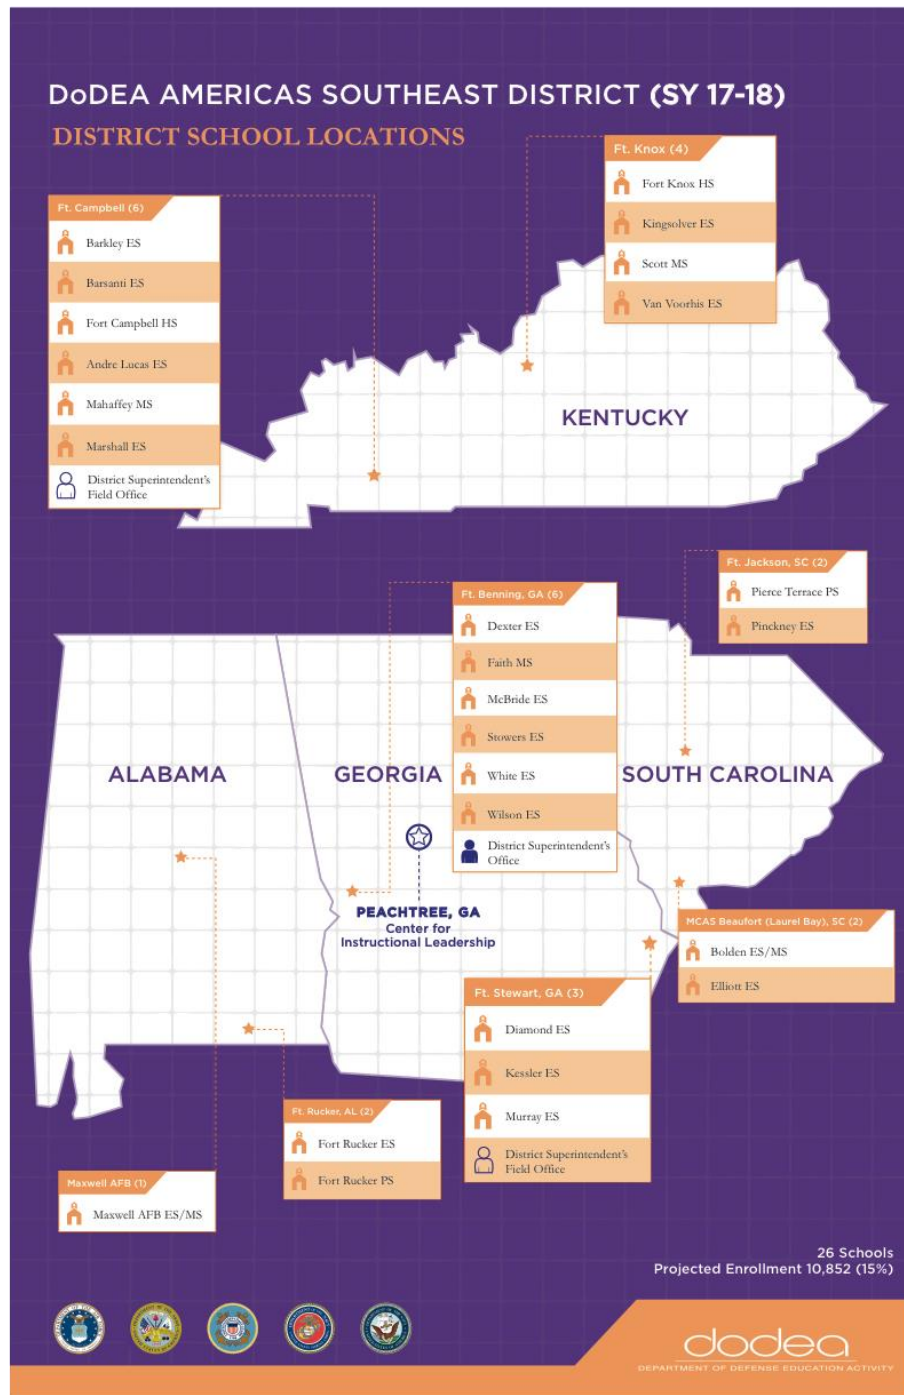 DoDEA AMERICAS SOUTHEAST DISTRICT (SY 17-18)
DISTRICT SCHOOL LOCATIONS
Ft. Knox (4)
Fort Knox HS
Kingsolver ES
Scott MS
Van Voorhis ES
Ft. Campbell (6)
Barkley ES
Barsanti ES
Fort Campbell HS
Andre Lucas ES
Mahaffey MS
Marshall ES
District Superintendent's
Field Office
KENTUCKY
Ft. Jackson, SC (2)
Pierce Terrace PS
Pinckney ES
Ft. Benning, GA (6)
Dexter ES
Faith MS
McBride ES
Stowers ES
White ES
Wilson ES
District Superintendent's
Office
ALABAMA
GEORGIA
SOUTH CAROLINA
PEACHTREE, GA
Center for
Instructional Leadership
MCAS Beaufort (Laurel Bay), SC (2)
Bolden ES/MS
Elliott ES
Ft. Stewart, GA (3)
Diamond ES
Kessler ES
Murray ES
District Superintendent's
Field Office
Ft. Rucker, AL (2)
Fort Rucker ES
Fort Rucker PS
Maxwell AFB (1)
Maxwell AFB ES/MS
26 Schools
Projected Enrollment 10,852 (15%)
dodea
DEPARTMENT OF DEFENSE EDUCATION ACTIVITY